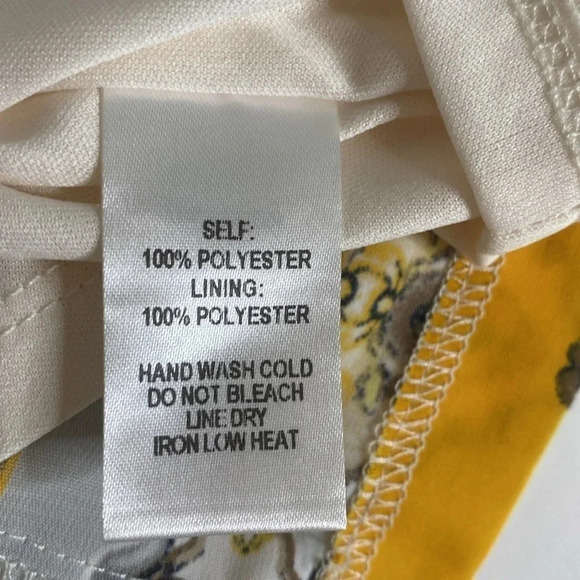 SELF:
100% POLYESTER
LINING:
100% POLYESTER
HAND WASH COLD
DO NOT BLEACH
LINE DRY
IRON LOW HEAT